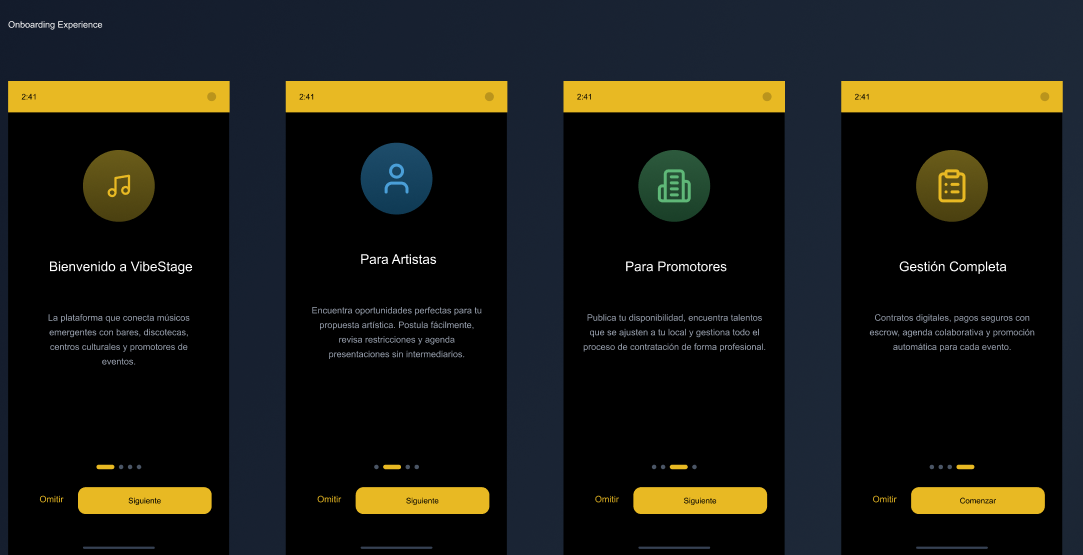 Onboarding Experience
2:41
Bienvenido a VibeStage
La plataforma que conecta músicos
emergentes con bares, discotecas,
centros culturales y promotores de
eventos.
Omitir
Siguiente
2:41
Para Artistas
Encuentra oportunidades perfectas para tu
propuesta artística. Postula fácilmente,
revisa restricciones y agenda
presentaciones sin intermediarios.
Omitir
Siguiente
2:41
Para Promotores
Publica tu disponibilidad, encuentra talentos
que se ajusten a tu local y gestiona todo el
proceso de contratación de forma profesional.
Omitir
Siguiente
2:41
Gestión Completa
Contratos digitales, pagos seguros con
escrow, agenda colaborativa y promoción
automática para cada evento.
Omitir
Comenzar